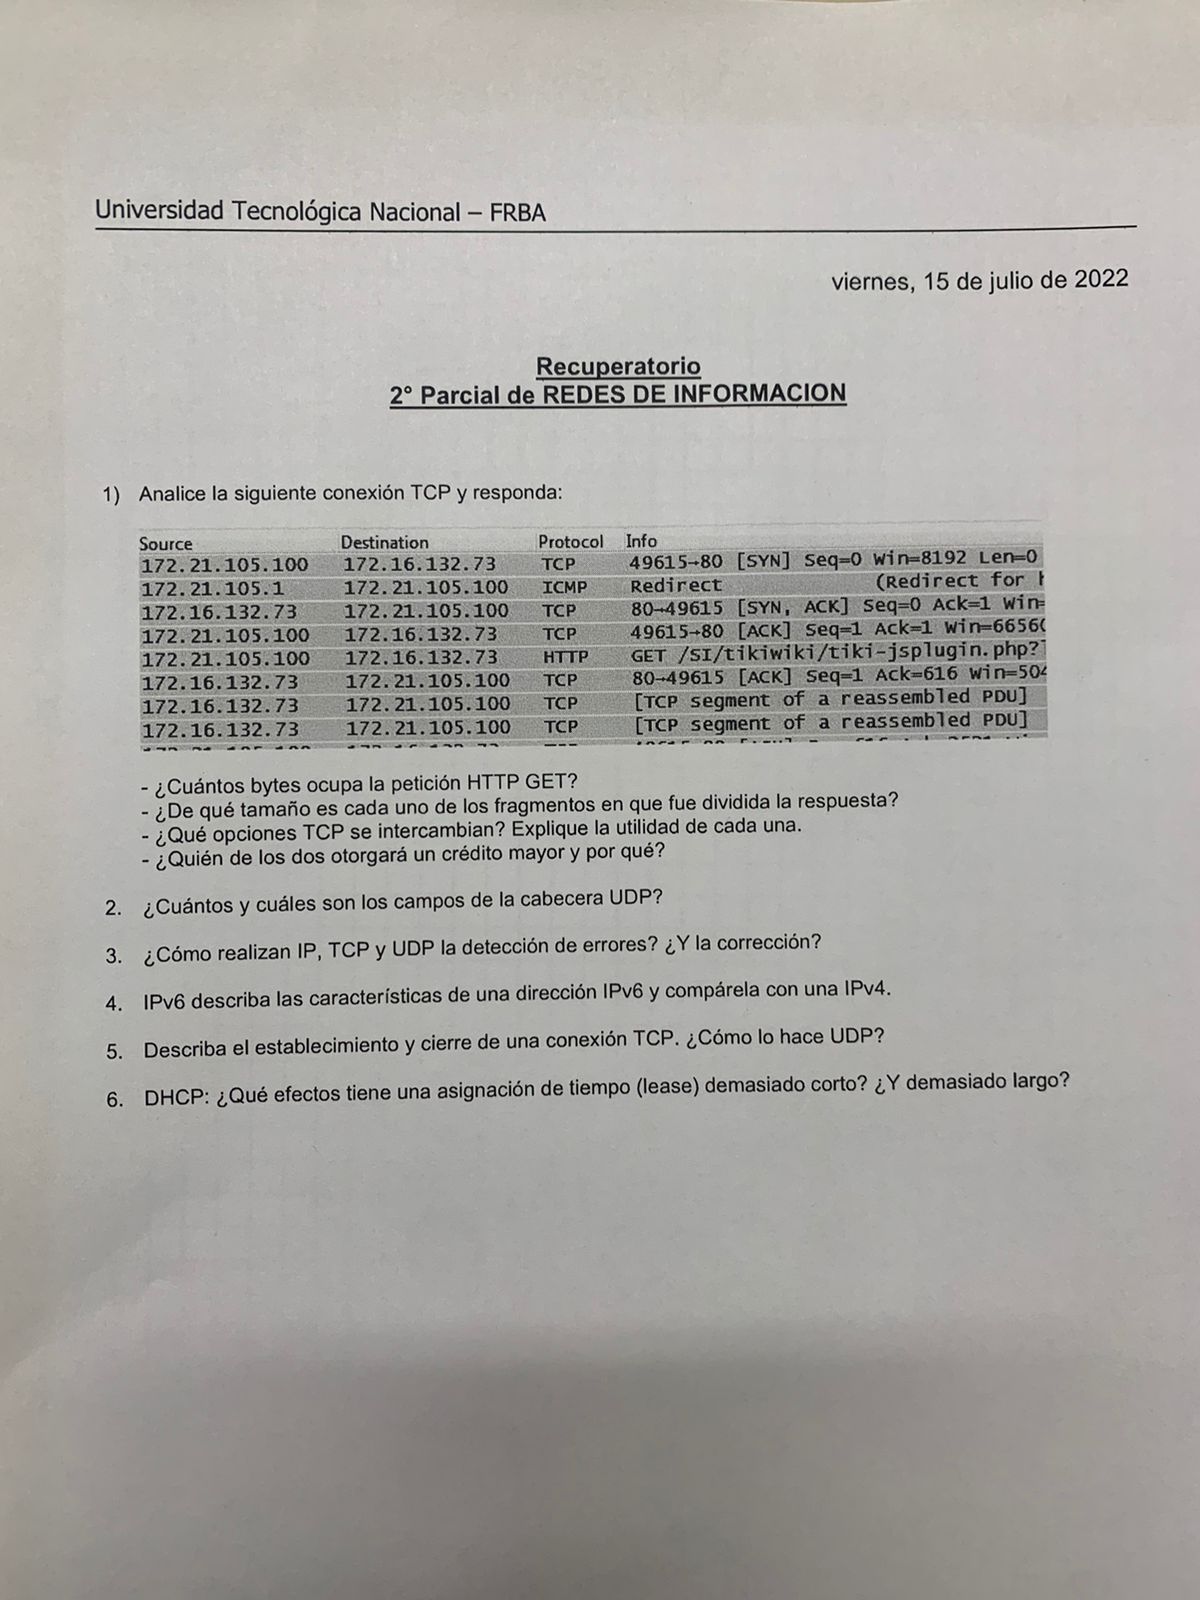 Universidad Tecnológica Nacional – FRBA
viernes, 15 de julio de 2022
Recuperatorio
2° Parcial de REDES DE INFORMACION
1) Analice la siguiente conexión TCP y responda:
Source Destination Protocol Info
172.21.105.100 172.16.132.73 TCP 49615→80 [SYN] Seq=0 Win=8192 Len=0
172.21.105.1 172.21.105.100 ICMP Redirect (Redirect for
172.16.132.73 172.21.105.100 TCP 80→49615 [SYN, ACK] Seq=0 Ack=1 Win=
172.21.105.100 172.16.132.73 TCP 49615→80 [ACK] Seq=1 Ack=1 Win=6656
172.21.105.100 172.16.132.73 HTTP GET /SI/tikiwiki/tiki-jsplugin.php?
172.16.132.73 172.21.105.100 TCP 80→49615 [ACK] Seq=1 Ack=616 Win=504
172.16.132.73 172.21.105.100 TCP [TCP segment of a reassembled PDU]
172.16.132.73 172.21.105.100 TCP [TCP segment of a reassembled PDU]
- ¿Cuántos bytes ocupa la petición HTTP GET?
- ¿De qué tamaño es cada uno de los fragmentos en que fue dividida la respuesta?
- ¿Qué opciones TCP se intercambian? Explique la utilidad de cada una.
- ¿Quién de los dos otorgará un crédito mayor y por qué?
2. ¿Cuántos y cuáles son los campos de la cabecera UDP?
3. ¿Cómo realizan IP, TCP y UDP la detección de errores? ¿Y la corrección?
4. IPv6 describa las características de una dirección IPv6 y compárela con una IPv4.
5. Describa el establecimiento y cierre de una conexión TCP. ¿Cómo lo hace UDP?
6. DHCP: ¿Qué efectos tiene una asignación de tiempo (lease) demasiado corto? ¿Y demasiado largo?